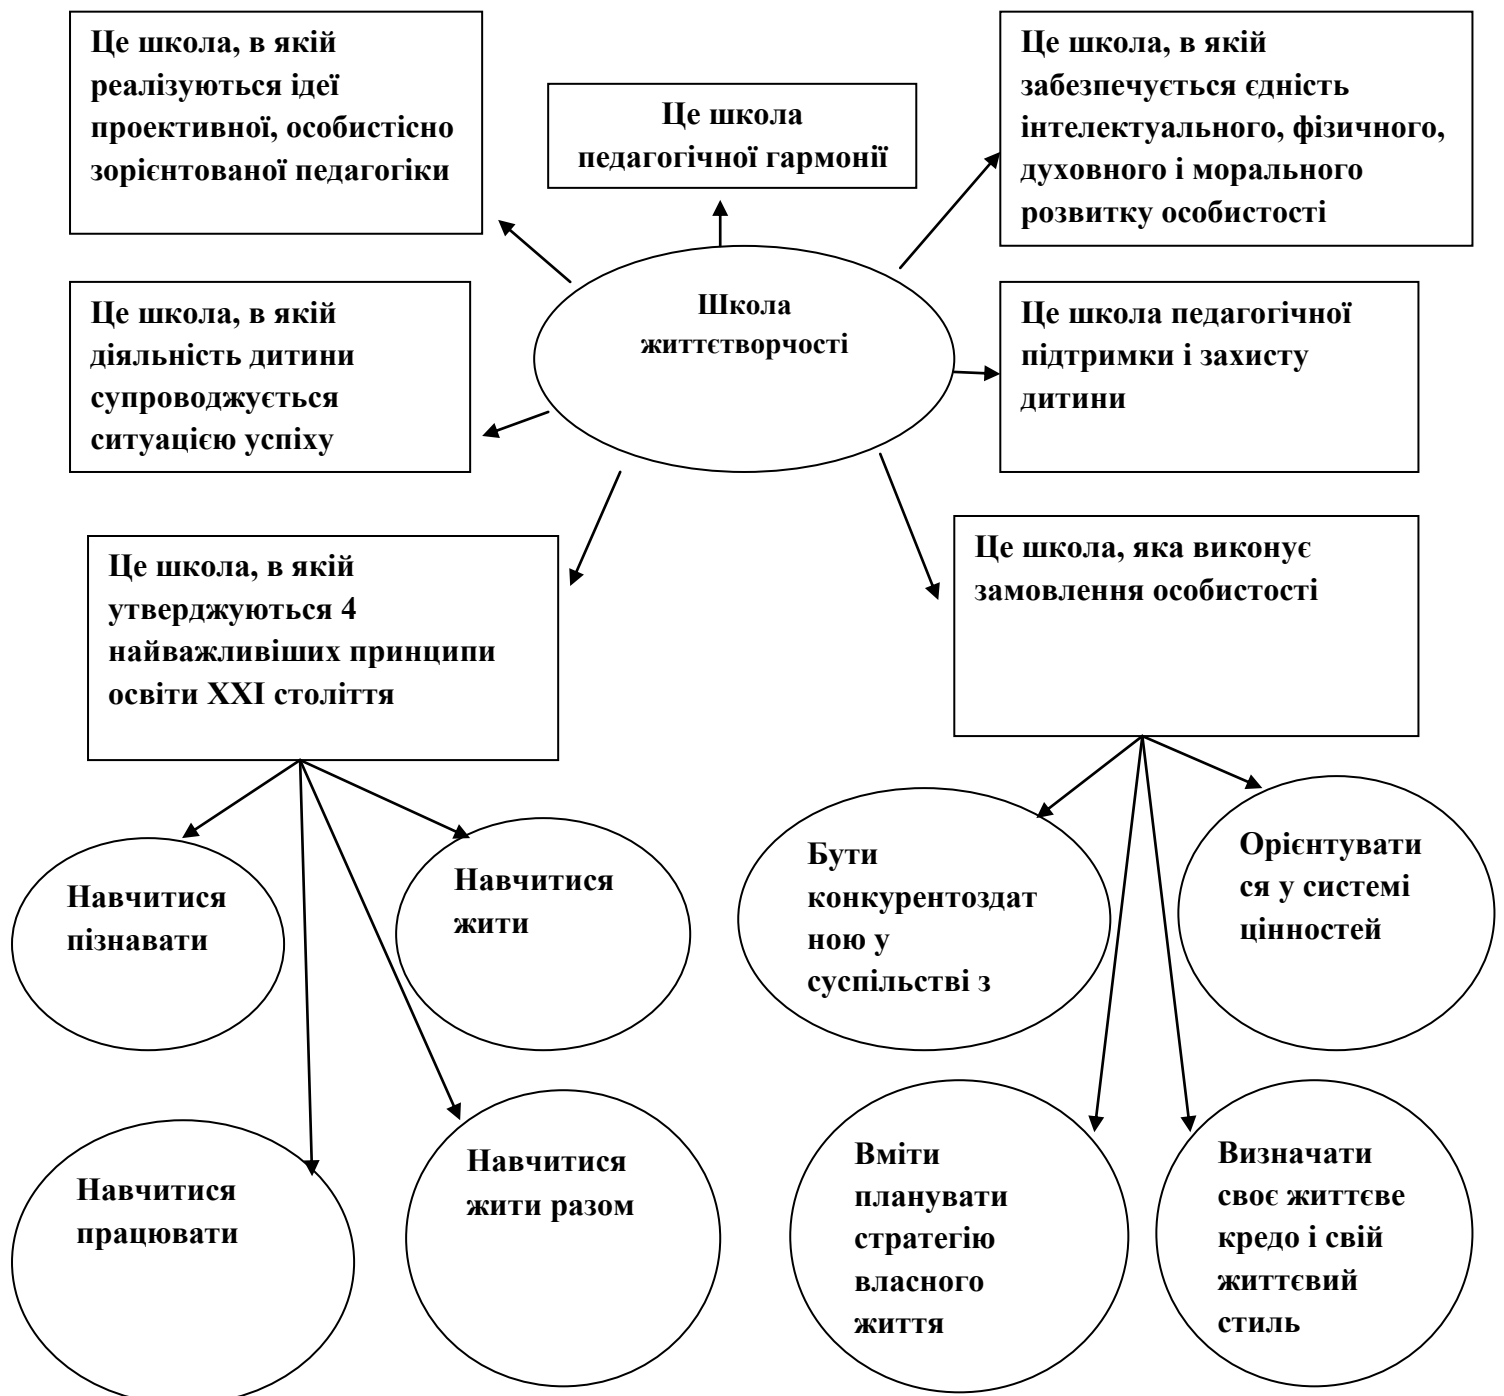 Це школа, в якій
реалізуються ідеї
проективної, особистісно
зорієнтованої педагогіки
Це школа
педагогічної гармонії
Це школа, в якій
забезпечується єдність
інтелектуального, фізичного,
духовного і морального
розвитку особистості
Школа
життєтворчості
Це школа, в якій
діяльність дитини
супроводжується
ситуацією успіху
Це школа педагогічної
підтримки і захисту
дитини
Це школа, в якій
утверджуються 4
найважливіших принципи
освіти ХХІ століття
Це школа, яка виконує
замовлення особистості
Навчитися
пізнавати
Навчитися
жити
Бути
конкурентоздат
ною у
суспільстві з
Орієнтувати
ся у системі
цінностей
Навчитися
працювати
Навчитися
жити разом
Вміти
планувати
стратегію
власного
життя
Визначати
своє життєве
кредо і свій
життєвий
стиль